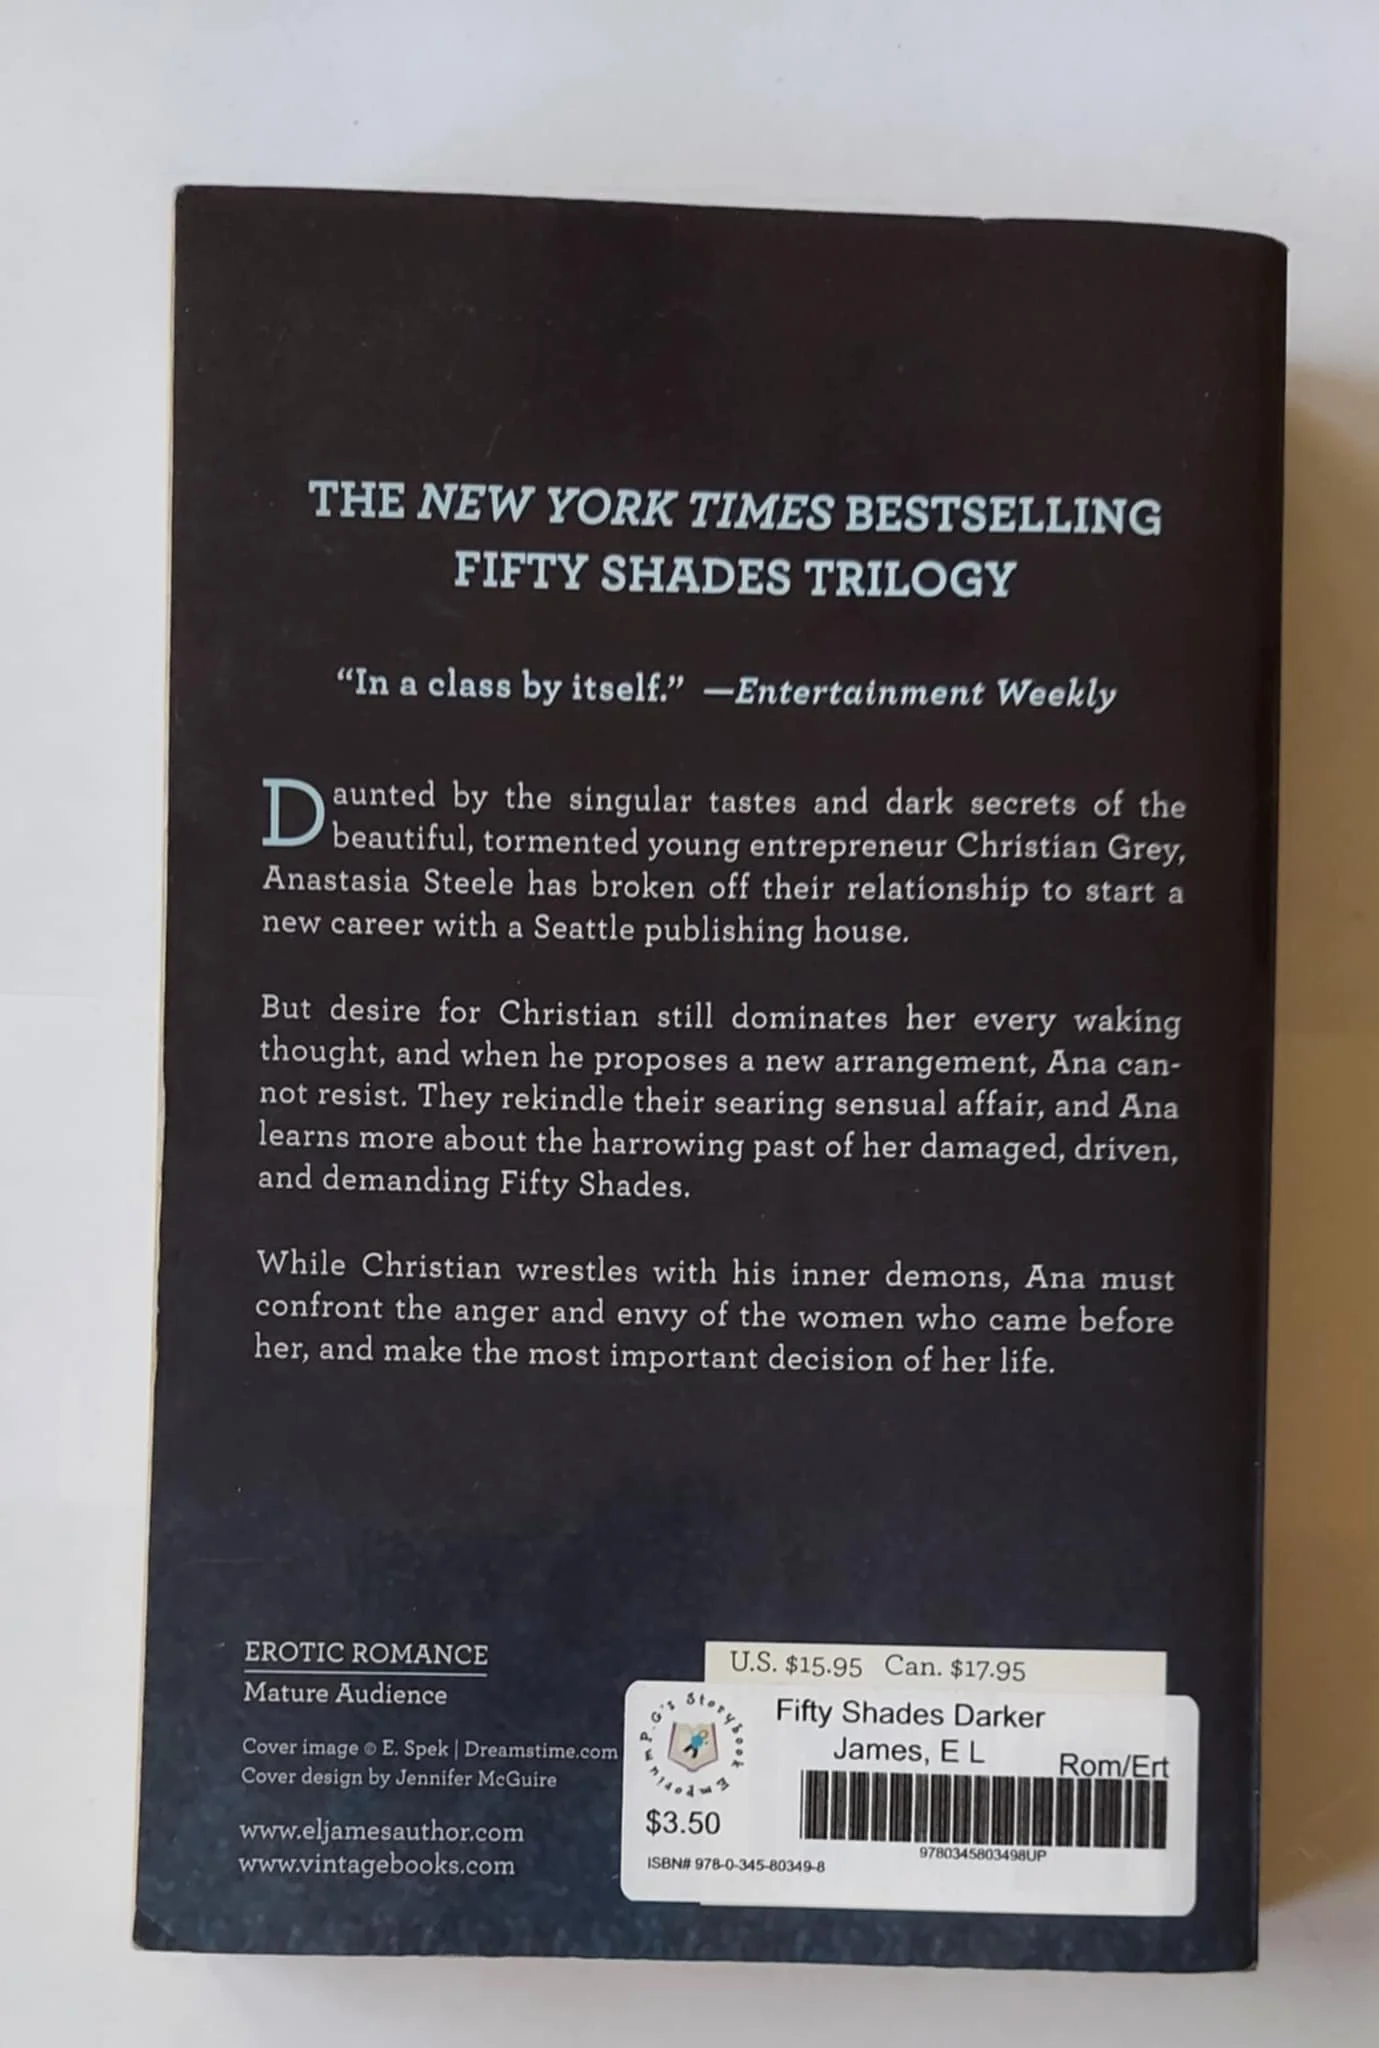 THE NEW YORK TIMES BESTSELLING
FIFTY SHADES TRILOGY
“In a class by itself.” —Entertainment Weekly
Daunted by the singular tastes and dark secrets of the
beautiful, tormented young entrepreneur Christian Grey,
Anastasia Steele has broken off their relationship to start a
new career with a Seattle publishing house.
But desire for Christian still dominates her every waking
thought, and when he proposes a new arrangement, Ana can-
not resist. They rekindle their searing sensual affair, and Ana
learns more about the harrowing past of her damaged, driven,
and demanding Fifty Shades.
While Christian wrestles with his inner demons, Ana must
confront the anger and envy of the women who came before
her, and make the most important decision of her life.
EROTIC ROMANCE
Mature Audience
Cover image © E. Spek | Dreamstime.com
Cover design by Jennifer McGuire
www.eljamesauthor.com
www.vintagebooks.com
U.S. $15.95 Can. $17.95
P.G's Storybook Emporium
Fifty Shades Darker
James, E L
Rom/Ert
$3.50
9780345803498UP
ISBN# 978-0-345-80349-8